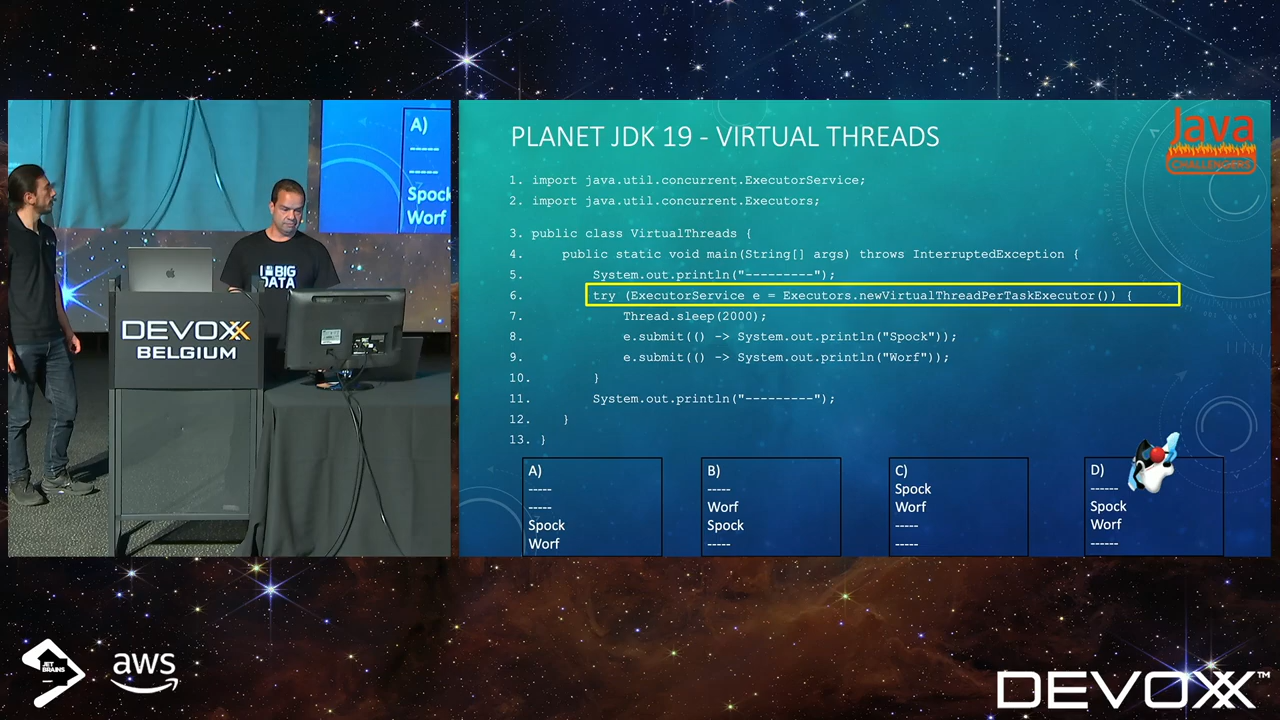 A)
-----
-----
Spock
Worf
I BIG
DATA
DEVOXX
BELGIUM
PLANET JDK 19 - VIRTUAL THREADS
Java
CHALLENGERS
1. import java.util.concurrent.ExecutorService;
2. import java.util.concurrent.Executors;
3. public class VirtualThreads {
4. public static void main(String[] args) throws InterruptedException {
5. System.out.println("---------");
6. try (ExecutorService e = Executors.newVirtualThreadPerTaskExecutor()) {
7. Thread.sleep(2000);
8. e.submit(() -> System.out.println("Spock"));
9. e.submit(() -> System.out.println("Worf"));
10. }
11. System.out.println("---------");
12. }
13. }
A)
-----
-----
Spock
Worf
B)
-----
Worf
Spock
-----
C)
Spock
Worf
-----
-----
D)
------
Spock
Worf
------
JET
BRAINS
aws
DEVOXX™